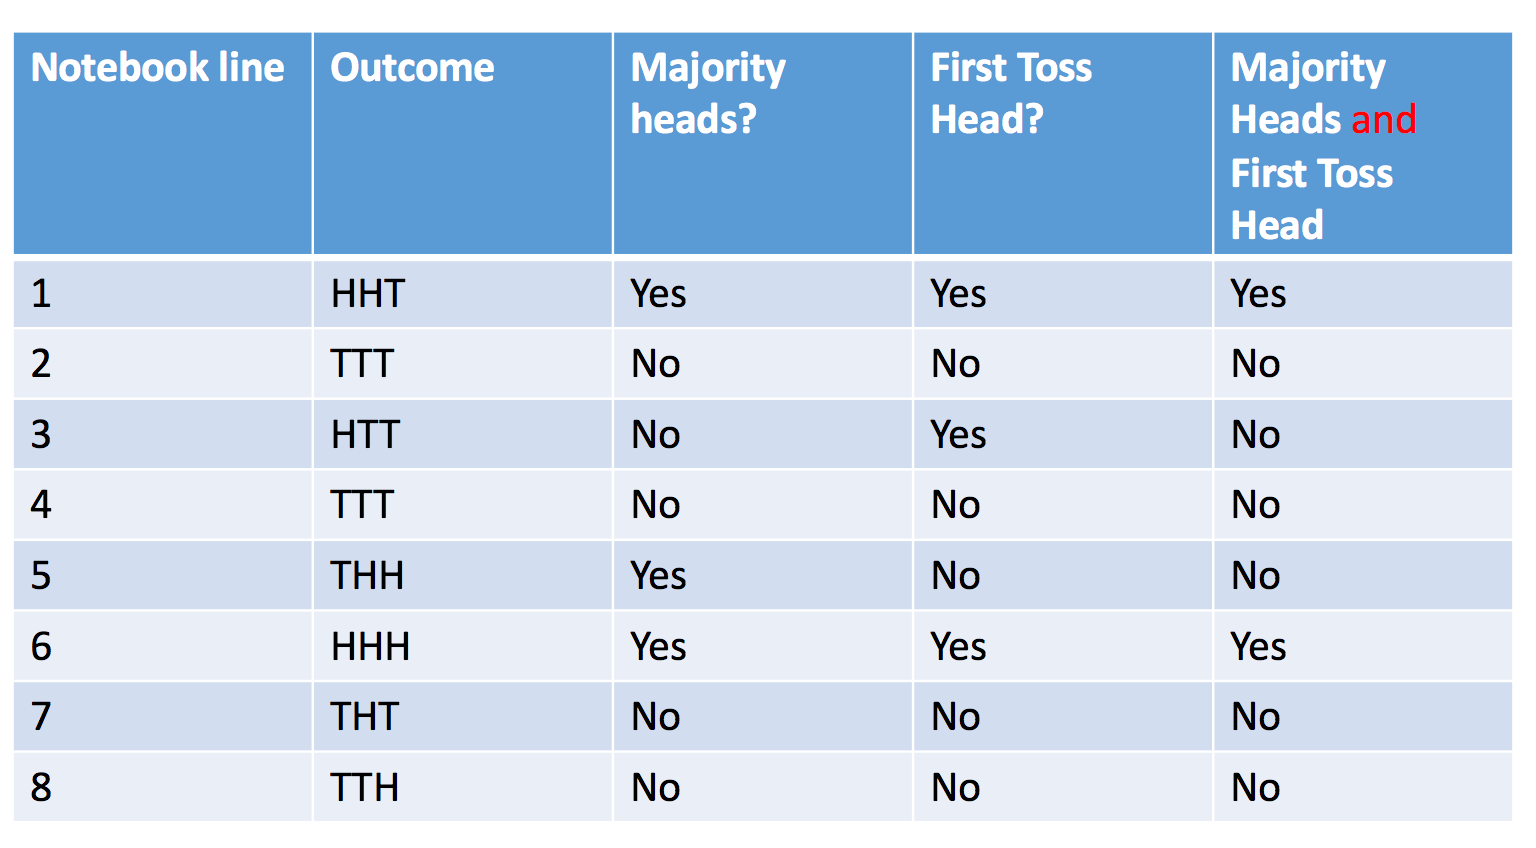 Notebook line Outcome Majority heads? First Toss Head? Majority Heads and First Toss Head
1 HHT Yes Yes Yes
2 TTT No No No
3 HTT No Yes No
4 TTT No No No
5 THH Yes No No
6 HHH Yes Yes Yes
7 THT No No No
8 TTH No No No